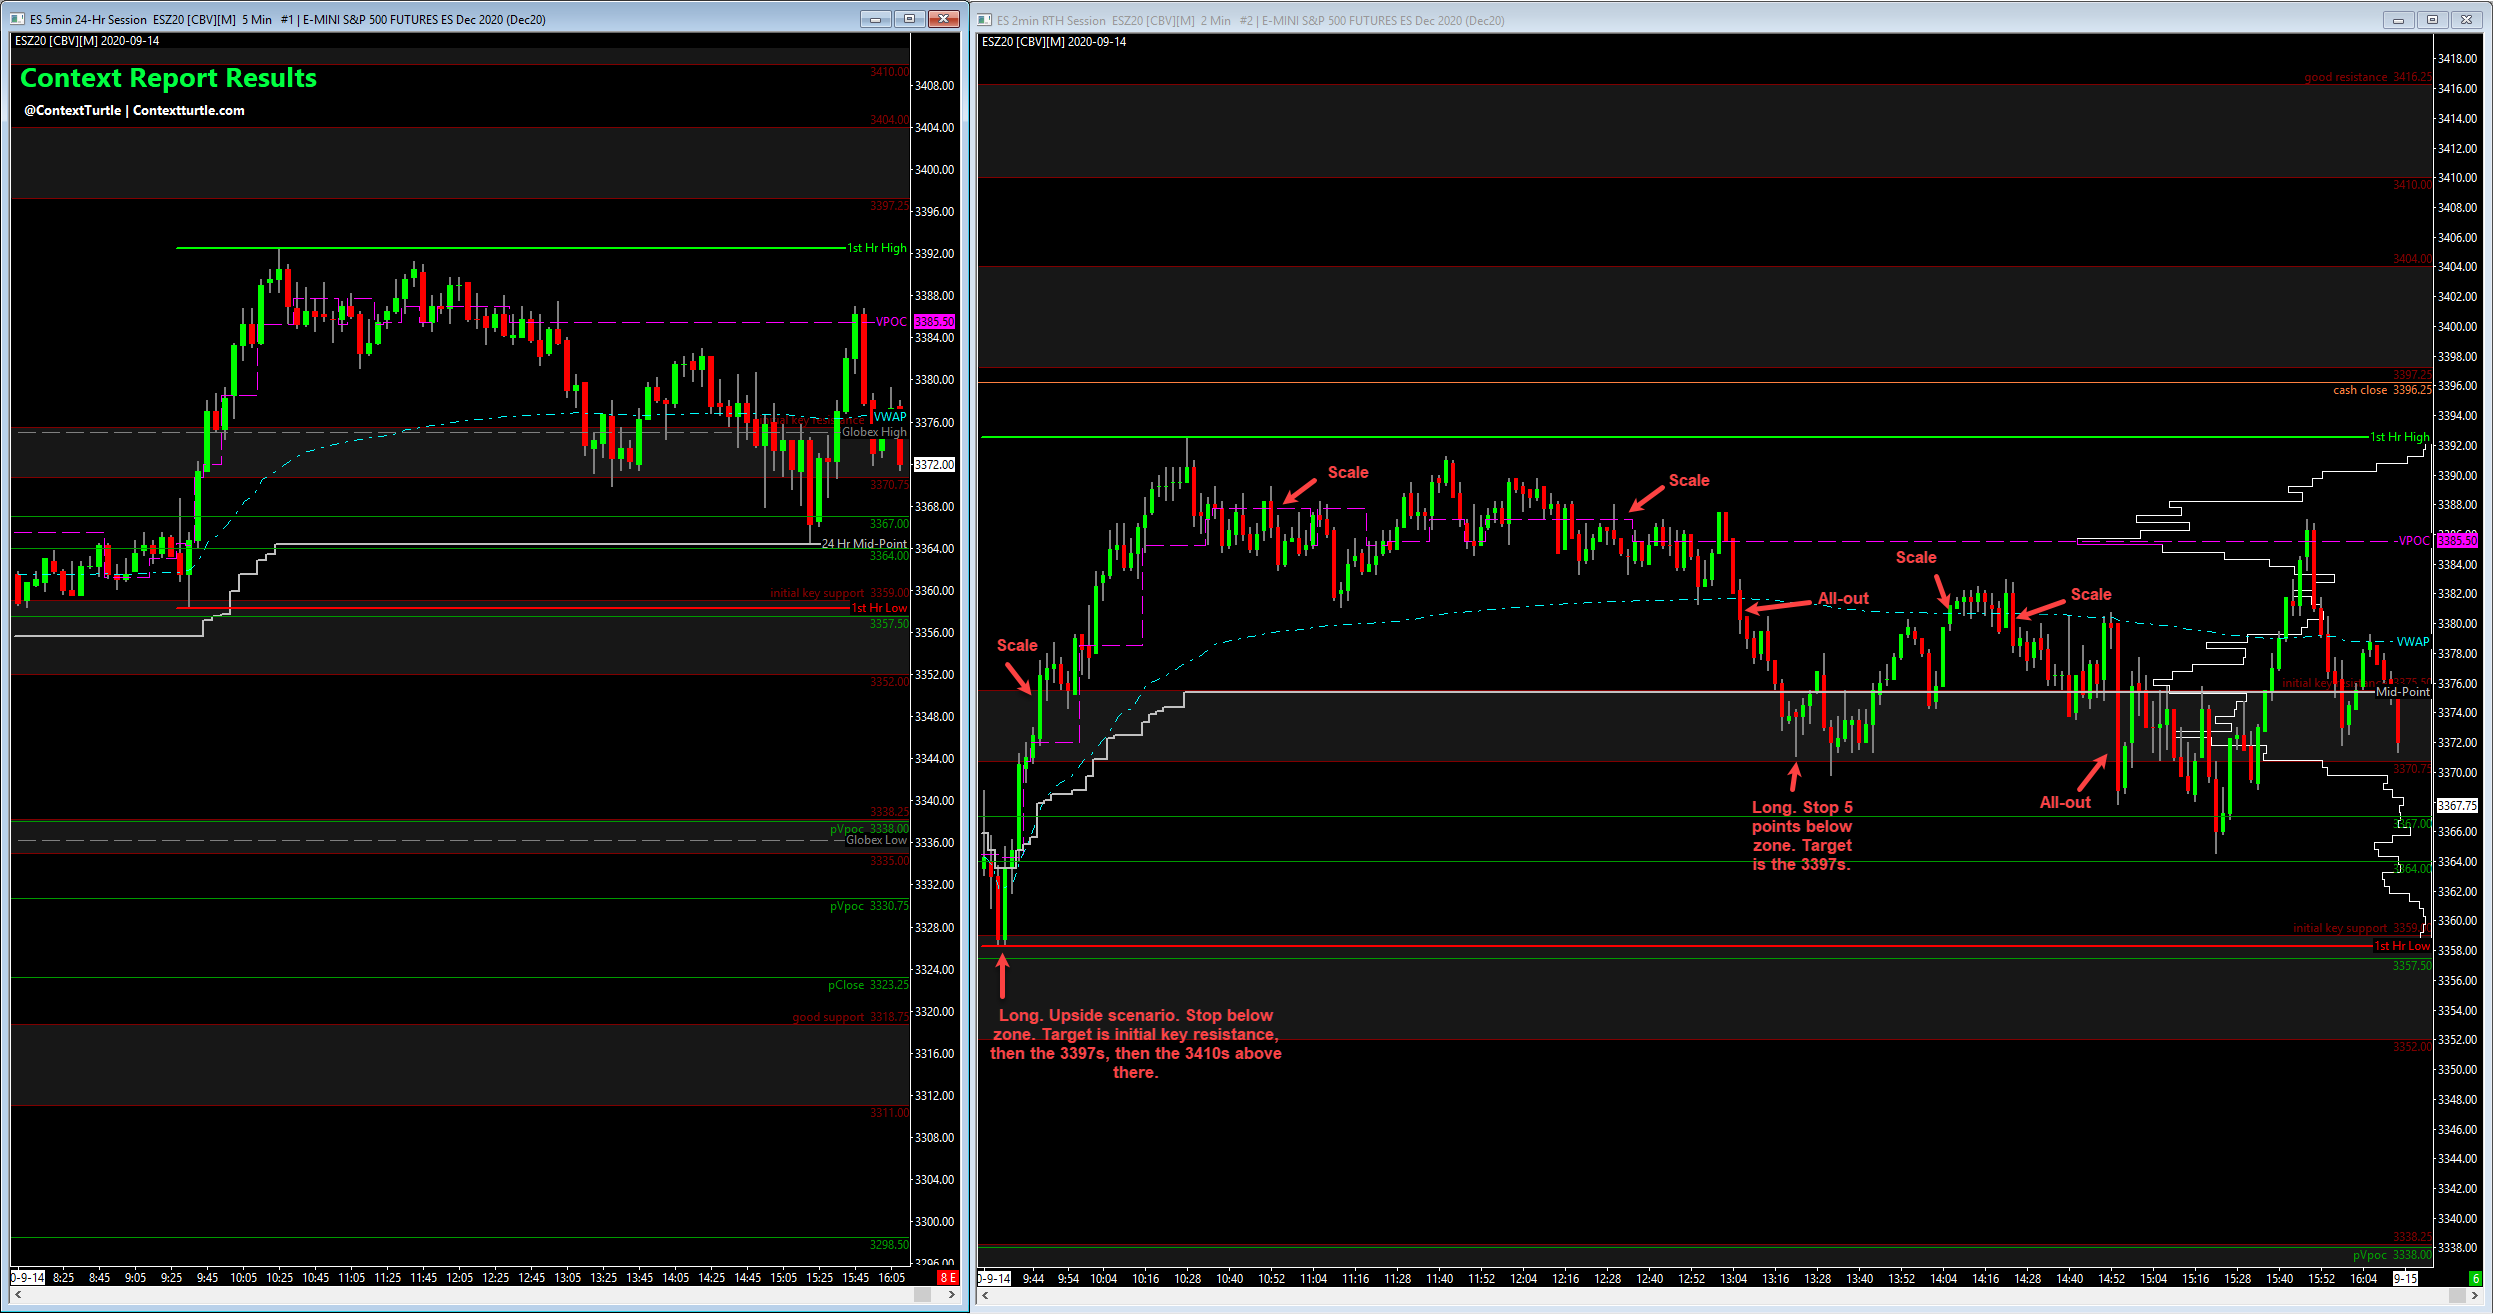 ES 5min 24-Hr Session ESZ20 [CBV][M] 5 Min #1 | E-MINI S&P 500 FUTURES ES Dec 2020 (Dec20)
ESZ20 [CBV][M] 2020-09-14
Context Report Results
@ContextTurtle | Contextturtle.com
3410.00
3404.00
3397.25
1st Hr High
VPOC
VWAP
Globex High
3370.75
3367.00
24 Hr Mid-Point
3364.00
initial key support 3359.00
1st Hr Low
3357.50
3352.00
3338.25
pVpoc 3338.00
Globex Low
3335.00
pVpoc 3330.75
pClose 3323.25
good support 3318.75
3311.00
3298.50
3408.00
3404.00
3400.00
3396.00
3392.00
3388.00
3385.50
3384.00
3380.00
3376.00
3372.00
3368.00
3364.00
3360.00
3356.00
3352.00
3348.00
3344.00
3340.00
3336.00
3332.00
3328.00
3324.00
3320.00
3316.00
3312.00
3308.00
3304.00
3300.00
3296.00
0-9-14 8:25 8:45 9:05 9:25 9:45 10:05 10:25 10:45 11:05 11:25 11:45 12:05 12:25 12:45 13:05 13:25 13:45 14:05 14:25 14:45 15:05 15:25 15:45 16:05 8 E
ES 2min RTH Session ESZ20 [CBV][M] 2 Min #2 | E-MINI S&P 500 FUTURES ES Dec 2020 (Dec20)
ESZ20 [CBV][M] 2020-09-14
good resistance 3416.25
3410.00
3404.00
3397.25
cash close 3396.25
1st Hr High
Scale
Scale
VPOC
Scale
All-out
Scale
Scale
VWAP
initial key resistance 3375.50
Mid-Point
3370.75
All-out
Long. Stop 5
points below
zone. Target
is the 3397s.
3367.00
3364.00
initial key support 3359.00
1st Hr Low
3357.50
Long. Upside scenario. Stop below
zone. Target is initial key resistance,
then the 3397s, then the 3410s above
there.
3352.00
3338.25
pVpoc 3338.00
3418.00
3416.00
3414.00
3412.00
3410.00
3408.00
3406.00
3404.00
3402.00
3400.00
3398.00
3396.00
3394.00
3392.00
3390.00
3388.00
3385.50
3384.00
3382.00
3380.00
3378.00
3376.00
3374.00
3372.00
3370.00
3367.75
3366.00
3364.00
3362.00
3360.00
3358.00
3356.00
3354.00
3352.00
3350.00
3348.00
3346.00
3344.00
3342.00
3340.00
3338.00
0-9-14 9:44 9:54 10:04 10:16 10:28 10:40 10:52 11:04 11:16 11:28 11:40 11:52 12:04 12:16 12:28 12:40 12:52 13:04 13:16 13:28 13:40 13:52 14:04 14:16 14:28 14:40 14:52 15:04 15:16 15:28 15:40 15:52 16:04 9-15 6